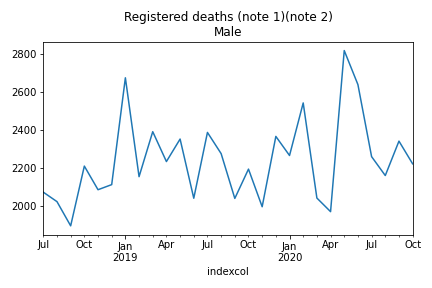 Registered deaths (note 1)(note 2)
Male
2800
2600
2400
2200
2000
Jul Oct Jan Apr Jul Oct Jan Apr Jul Oct
2019 2020
indexcol